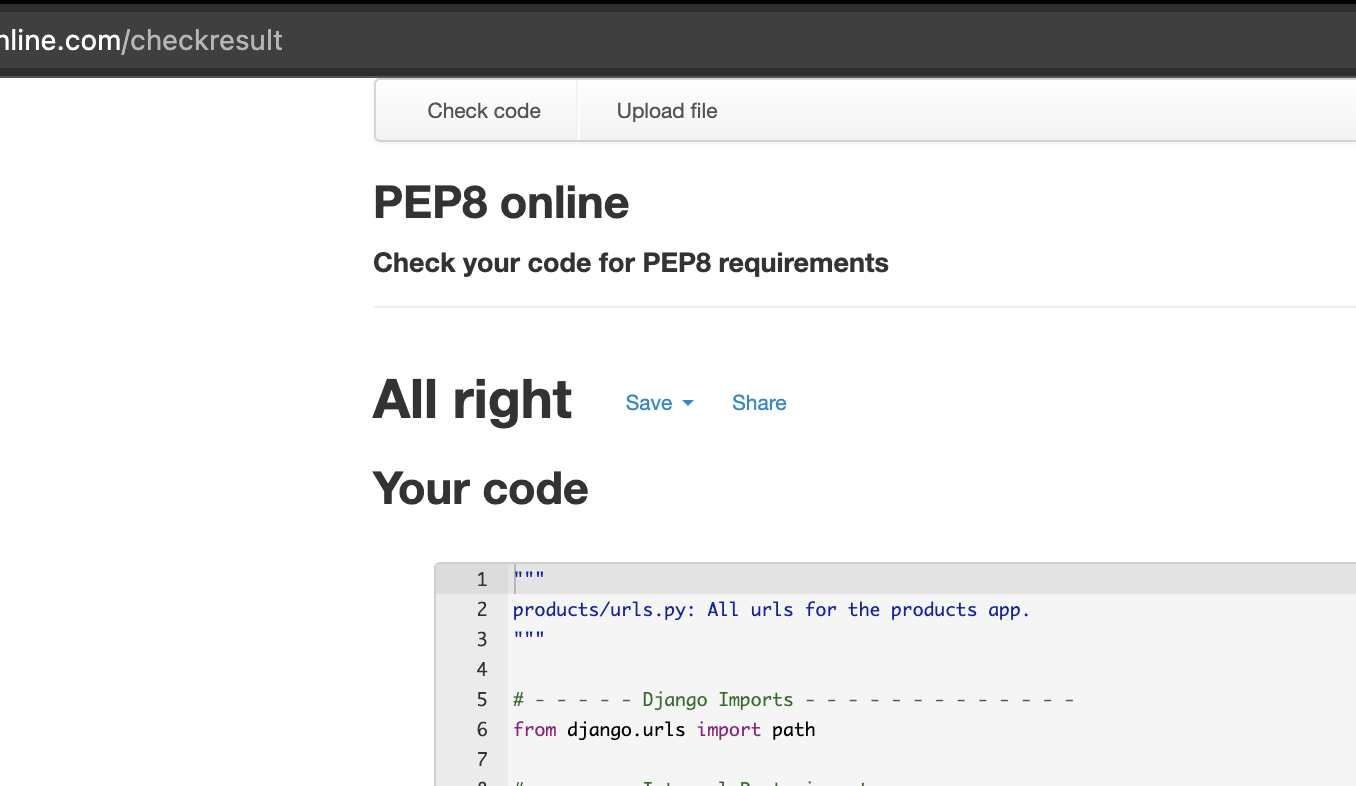 nline.com/checkresult
Check code Upload file
PEP8 online
Check your code for PEP8 requirements
All right Save Share
Your code
1 """
2 products/urls.py: All urls for the products app.
3 """
4
5 # - - - - - Django Imports - - - - - - - - - - - - -
6 from django.urls import path
7